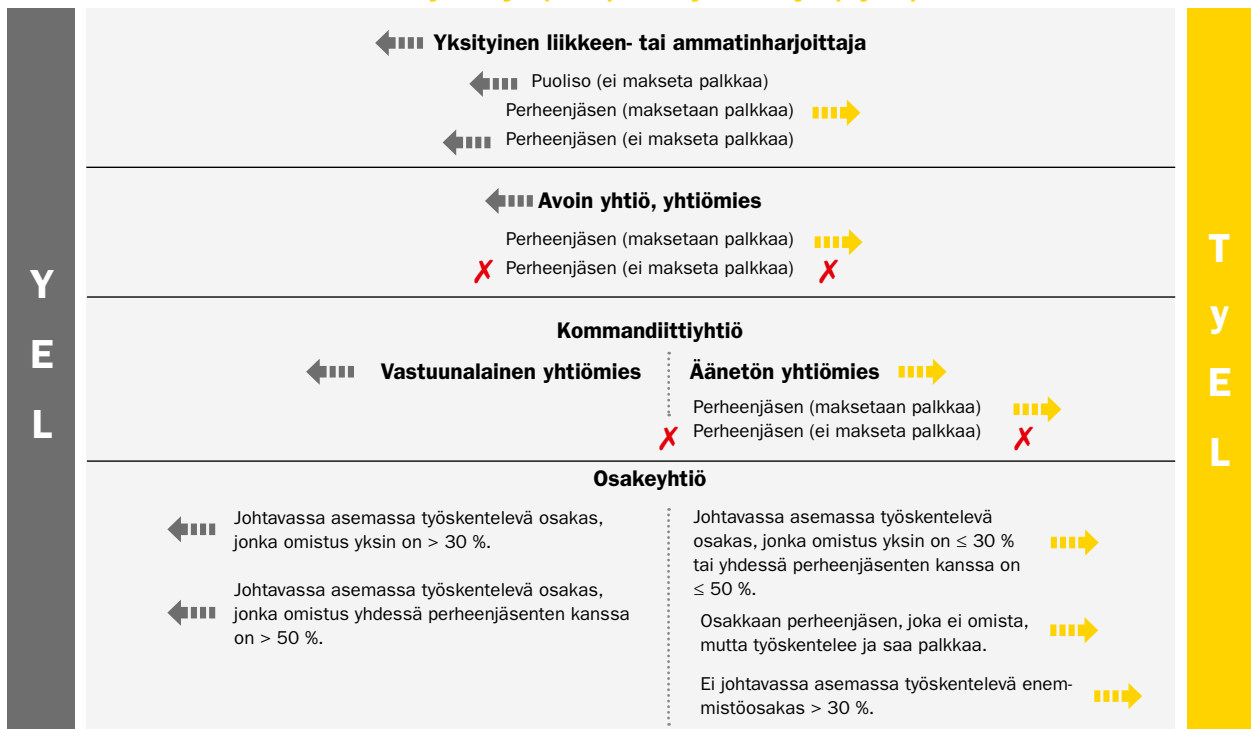 YEL
Yksityinen liikkeen- tai ammatinharjoittaja
Puoliso (ei makseta palkkaa)
Perheenjäsen (maksetaan palkkaa)
Perheenjäsen (ei makseta palkkaa)
Avoin yhtiö, yhtiömies
Perheenjäsen (maksetaan palkkaa)
✗ Perheenjäsen (ei makseta palkkaa) ✗
Kommandiittiyhtiö
Vastuunalainen yhtiömies
Äänetön yhtiömies
Perheenjäsen (maksetaan palkkaa)
✗ Perheenjäsen (ei makseta palkkaa) ✗
Osakeyhtiö
Johtavassa asemassa työskentelevä osakas,
jonka omistus yksin on > 30 %.
Johtavassa asemassa työskentelevä osakas,
jonka omistus yhdessä perheenjäsenten kanssa
on > 50 %.
Johtavassa asemassa työskentelevä
osakas, jonka omistus yksin on ≤ 30 %
tai yhdessä perheenjäsenten kanssa on
≤ 50 %.
Osakkaan perheenjäsen, joka ei omista,
mutta työskentelee ja saa palkkaa.
Ei johtavassa asemassa työskentelevä enem-
mistöosakas > 30 %.
TyEL